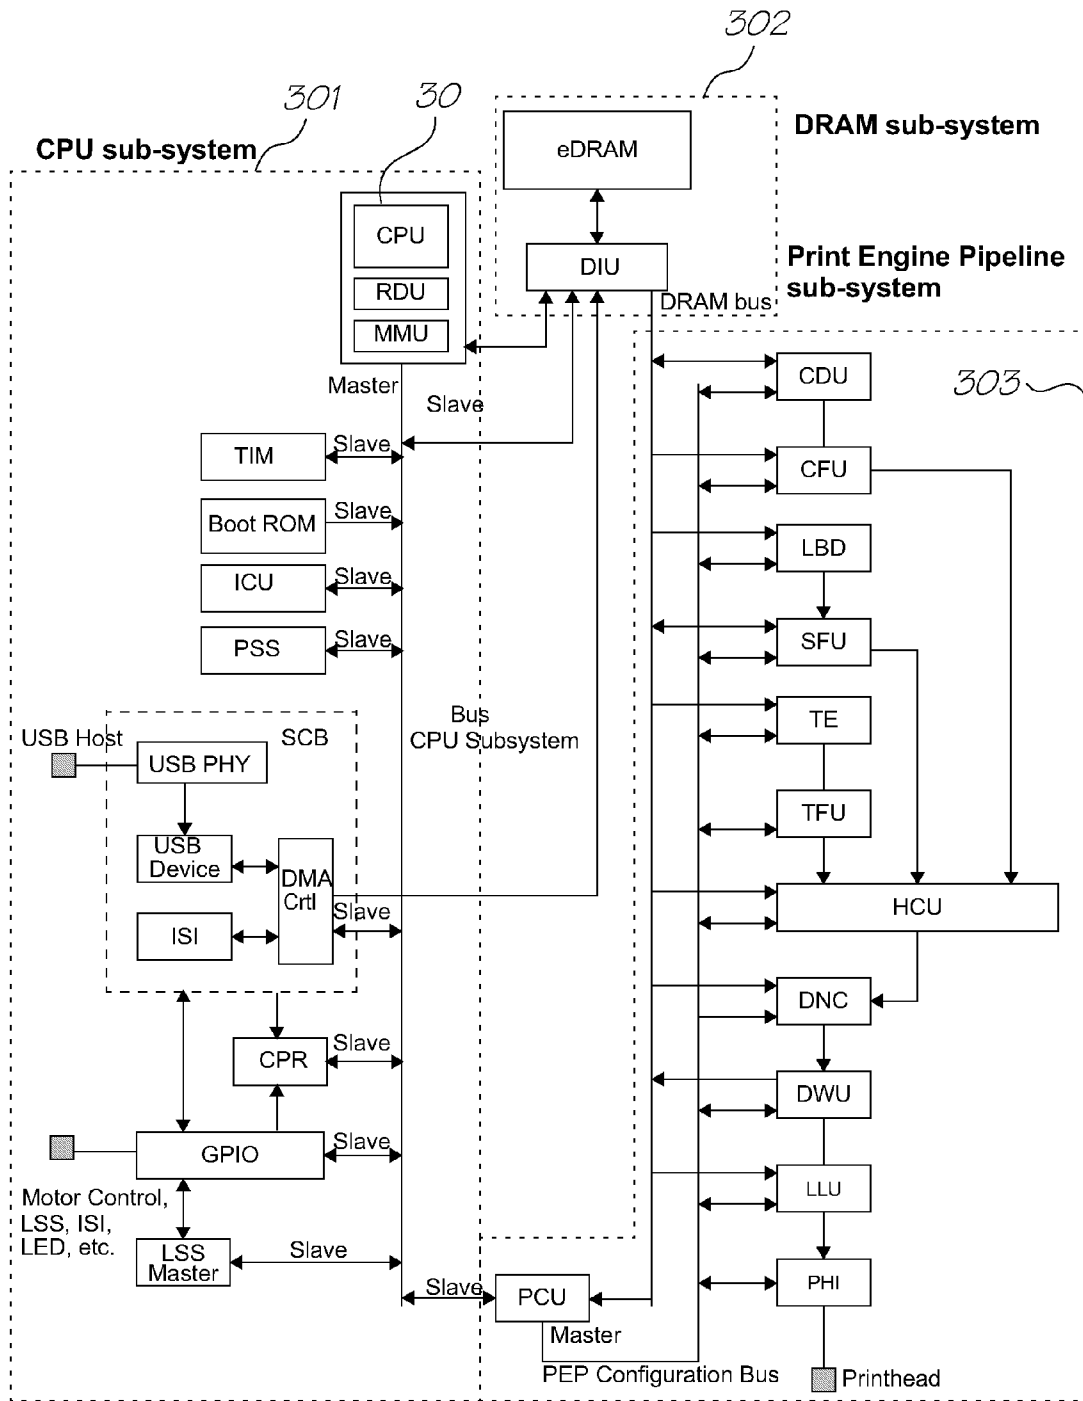 302
301
30
CPU sub-system
DRAM sub-system
eDRAM
CPU
RDU
MMU
DIU
Print Engine Pipeline
sub-system
DRAM bus
Master
Slave
303
CDU
TIM
Slave
CFU
Boot ROM
Slave
LBD
ICU
Slave
PSS
Slave
SFU
Bus
CPU Subsystem
TE
USB Host
SCB
USB PHY
TFU
USB
Device
DMA
Crtl
Slave
ISI
HCU
DNC
CPR
Slave
DWU
GPIO
Slave
LLU
Motor Control,
LSS, ISI,
LED, etc.
LSS
Master
Slave
Slave
PCU
PHI
Master
PEP Configuration Bus
Printhead